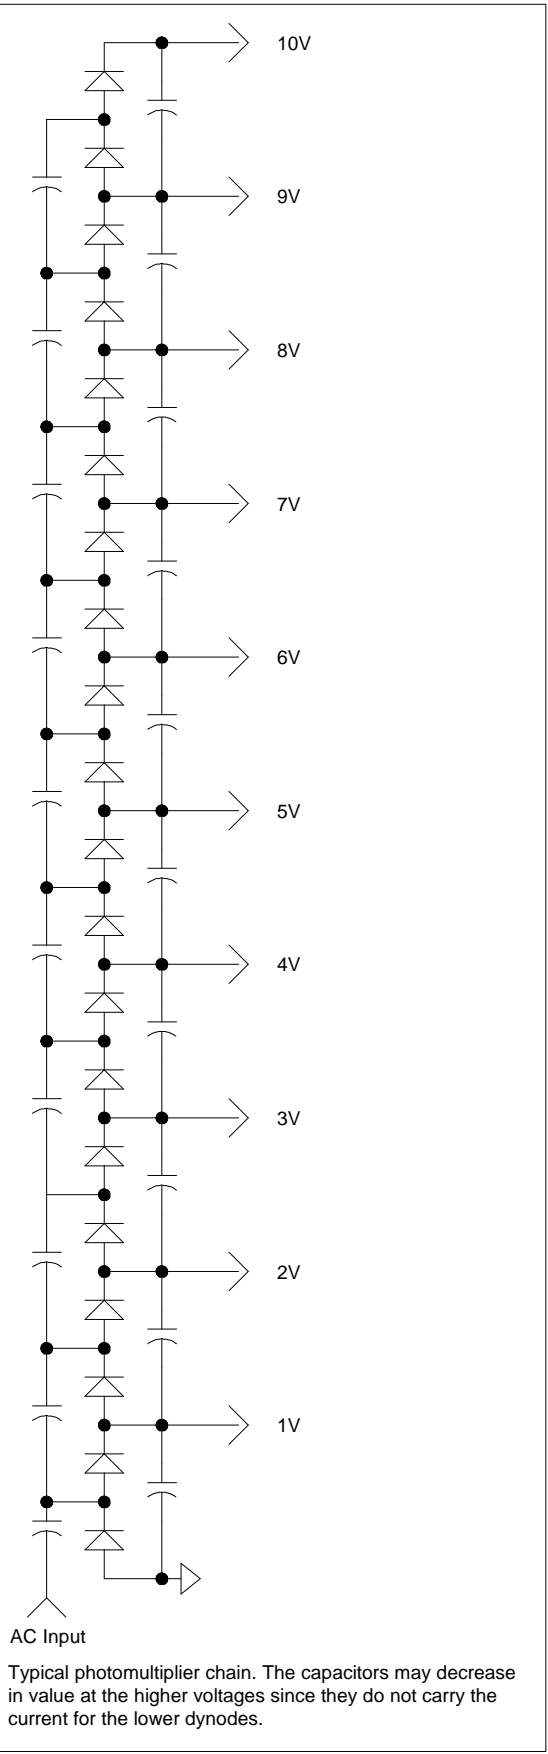 10V
9V
8V
7V
6V
5V
4V
3V
2V
1V
AC Input
Typical photomultiplier chain. The capacitors may decrease
in value at the higher voltages since they do not carry the
current for the lower dynodes.